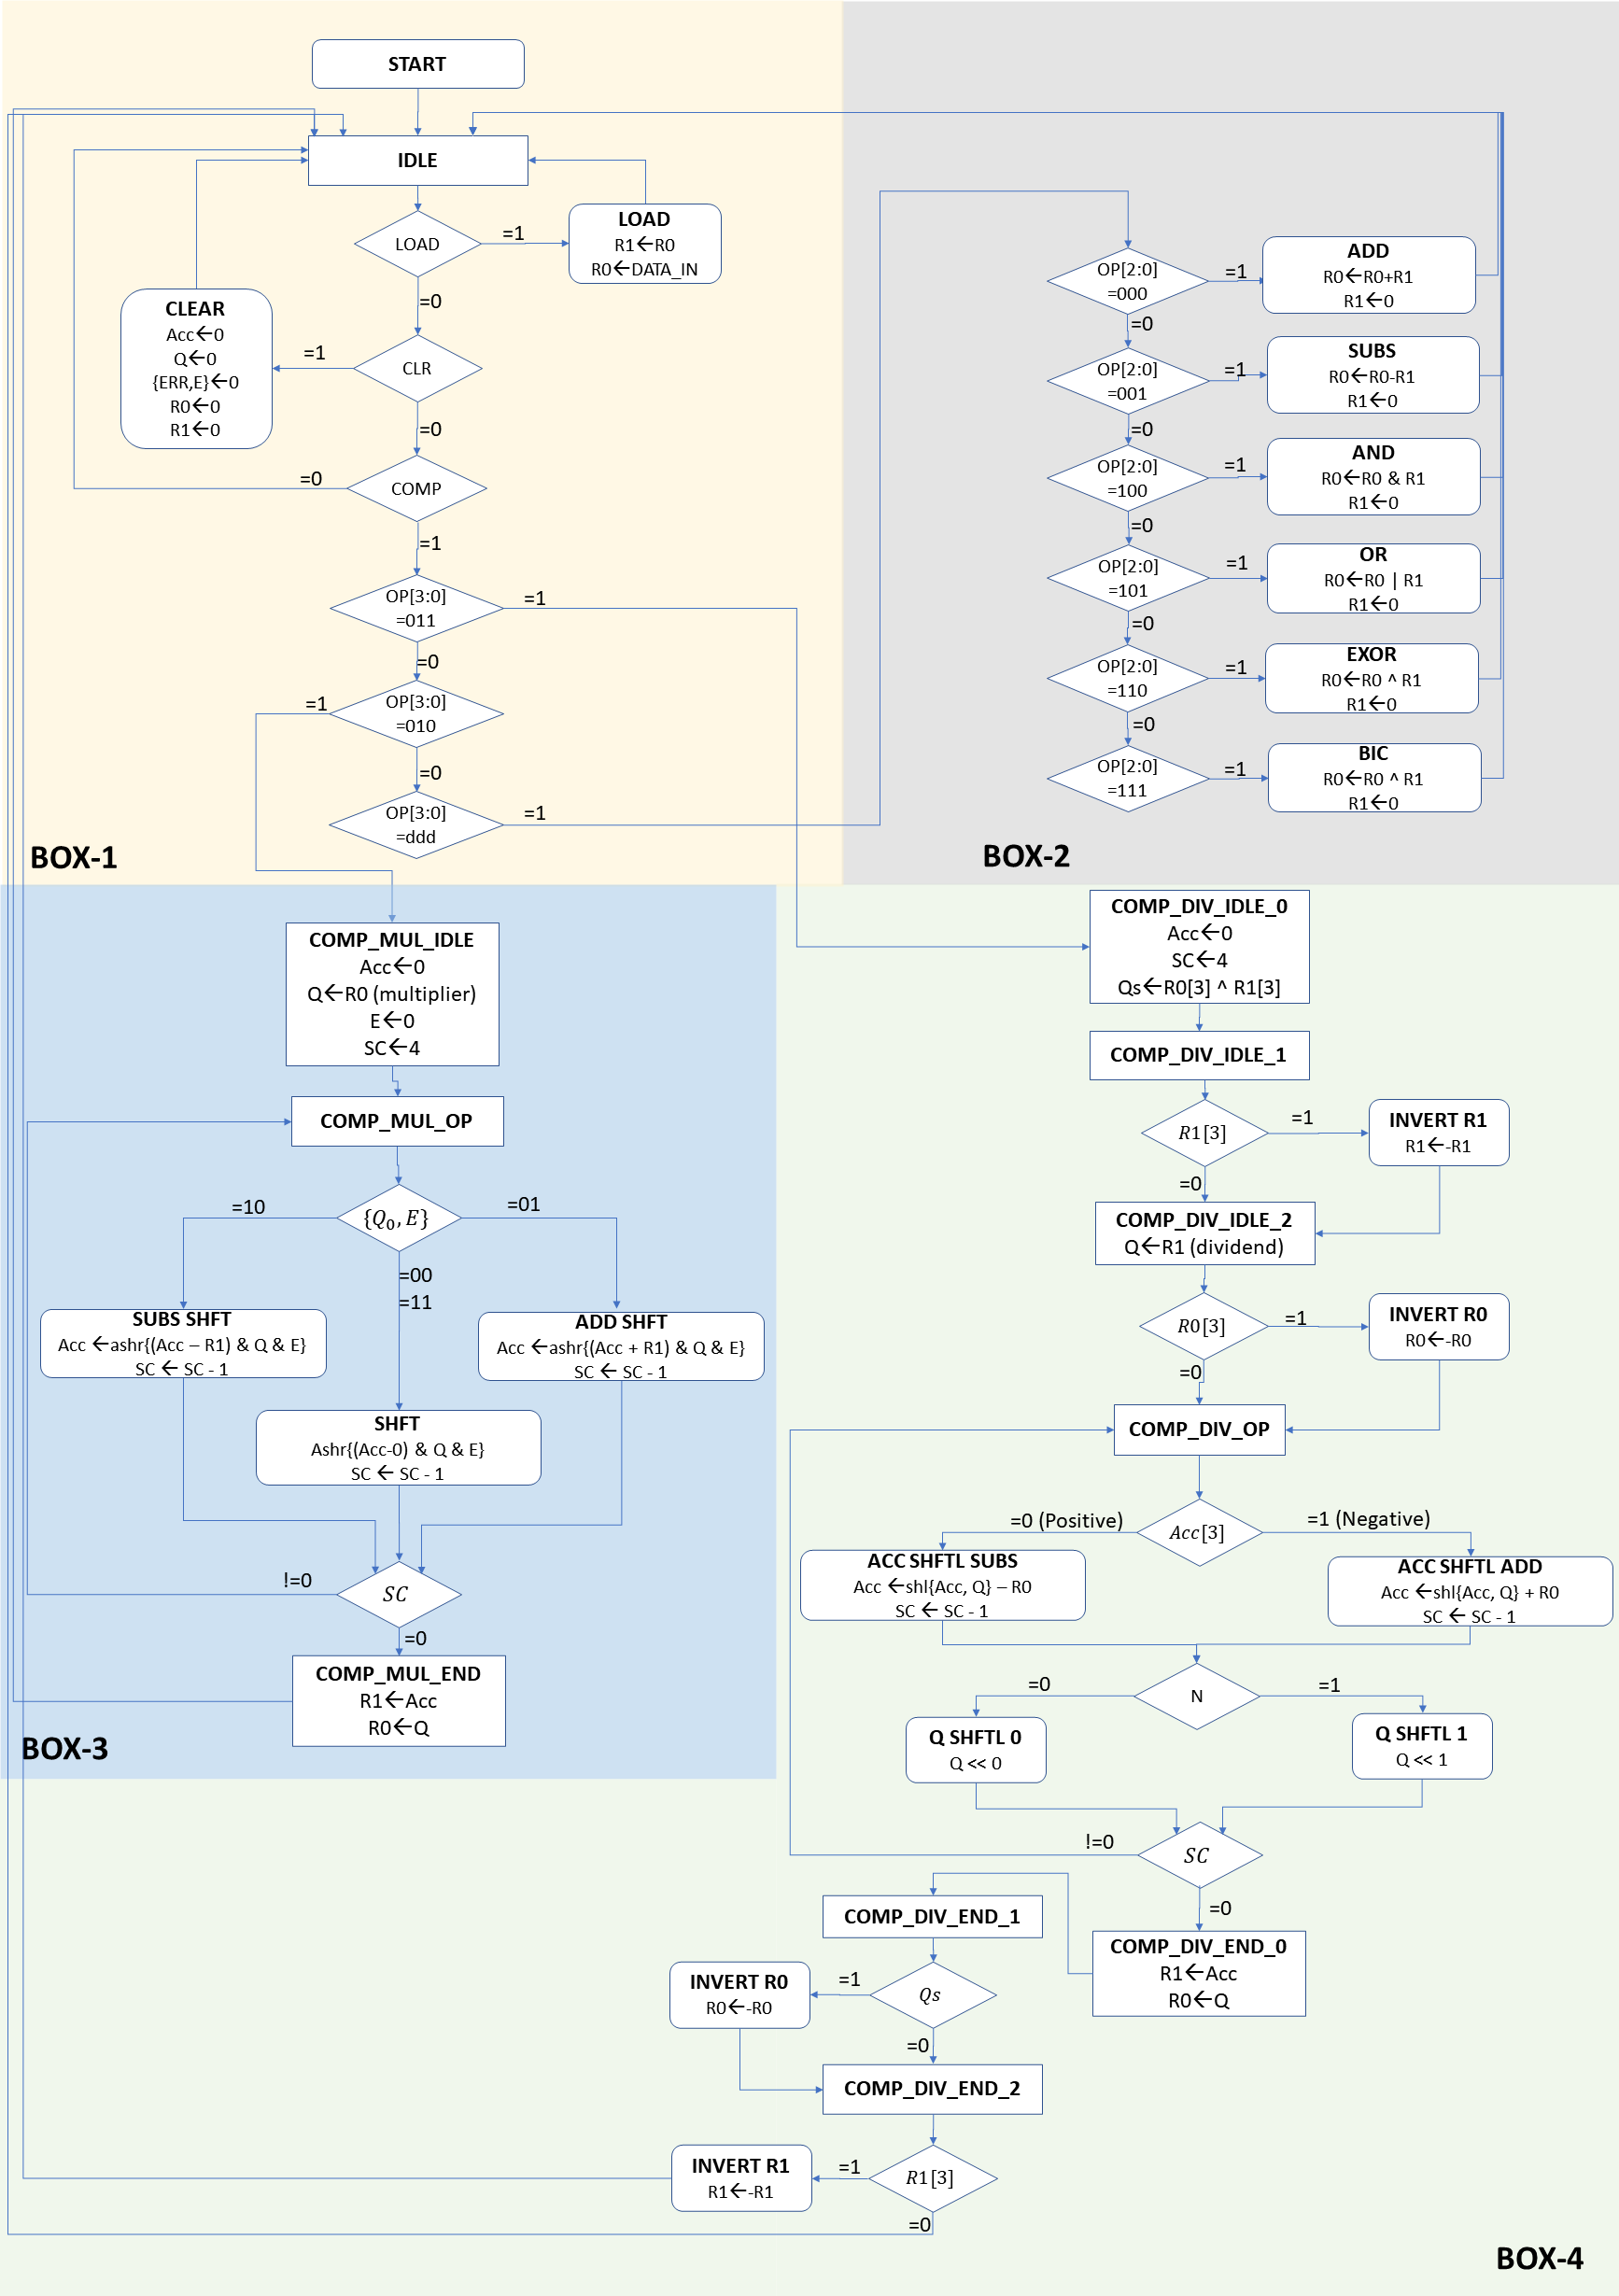 START
IDLE
LOAD
=1
LOAD
R1←R0
R0←DATA_IN
=0
CLEAR
Acc←0
Q←0
{ERR,E}←0
R0←0
R1←0
=1
CLR
=0
=0
COMP
=1
OP[3:0]
=011
=1
=0
OP[3:0]
=010
=1
=0
OP[3:0]
=ddd
=1
BOX-1
OP[2:0]
=000
=1
ADD
R0←R0+R1
R1←0
=0
OP[2:0]
=001
=1
SUBS
R0←R0-R1
R1←0
=0
OP[2:0]
=100
=1
AND
R0←R0 & R1
R1←0
=0
OP[2:0]
=101
=1
OR
R0←R0 | R1
R1←0
=0
OP[2:0]
=110
=1
EXOR
R0←R0 ^ R1
R1←0
=0
OP[2:0]
=111
=1
BIC
R0←R0 ^ R1
R1←0
BOX-2
COMP_MUL_IDLE
Acc←0
Q←R0 (multiplier)
E←0
SC←4
COMP_MUL_OP
{Q0, E}
=10
=01
=00
=11
SUBS SHFT
Acc ←ashr{(Acc – R1) & Q & E}
SC ← SC - 1
ADD SHFT
Acc ←ashr{(Acc + R1) & Q & E}
SC ← SC - 1
SHFT
Ashr{(Acc-0) & Q & E}
SC ← SC - 1
!=0
SC
=0
COMP_MUL_END
R1←Acc
R0←Q
BOX-3
COMP_DIV_IDLE_0
Acc←0
SC←4
Qs←R0[3] ^ R1[3]
COMP_DIV_IDLE_1
R1[3]
=1
INVERT R1
R1←-R1
=0
COMP_DIV_IDLE_2
Q←R1 (dividend)
R0[3]
=1
INVERT R0
R0←-R0
=0
COMP_DIV_OP
=0 (Positive)
Acc[3]
=1 (Negative)
ACC SHFTL SUBS
Acc ←shl{Acc, Q} – R0
SC ← SC - 1
ACC SHFTL ADD
Acc ←shl{Acc, Q} + R0
SC ← SC - 1
=0
N
=1
Q SHFTL 0
Q << 0
Q SHFTL 1
Q << 1
!=0
SC
=0
COMP_DIV_END_0
R1←Acc
R0←Q
COMP_DIV_END_1
INVERT R0
R0←-R0
=1
Qs
=0
COMP_DIV_END_2
INVERT R1
R1←-R1
=1
R1[3]
=0
BOX-4